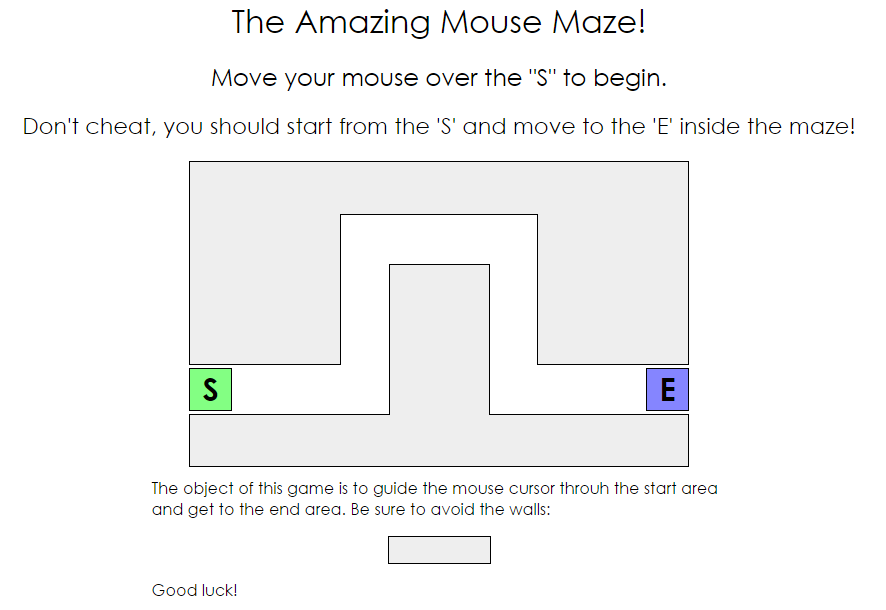 The Amazing Mouse Maze!
Move your mouse over the "S" to begin.
Don't cheat, you should start from the 'S' and move to the 'E' inside the maze!
S
E
The object of this game is to guide the mouse cursor throuh the start area
and get to the end area. Be sure to avoid the walls:
Good luck!